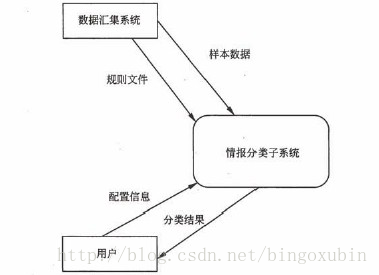 数据汇集系统
样本数据
规则文件
情报分类子系统
配置信息
分类结果
用户
http://blog.csdn.net/bingoxubin